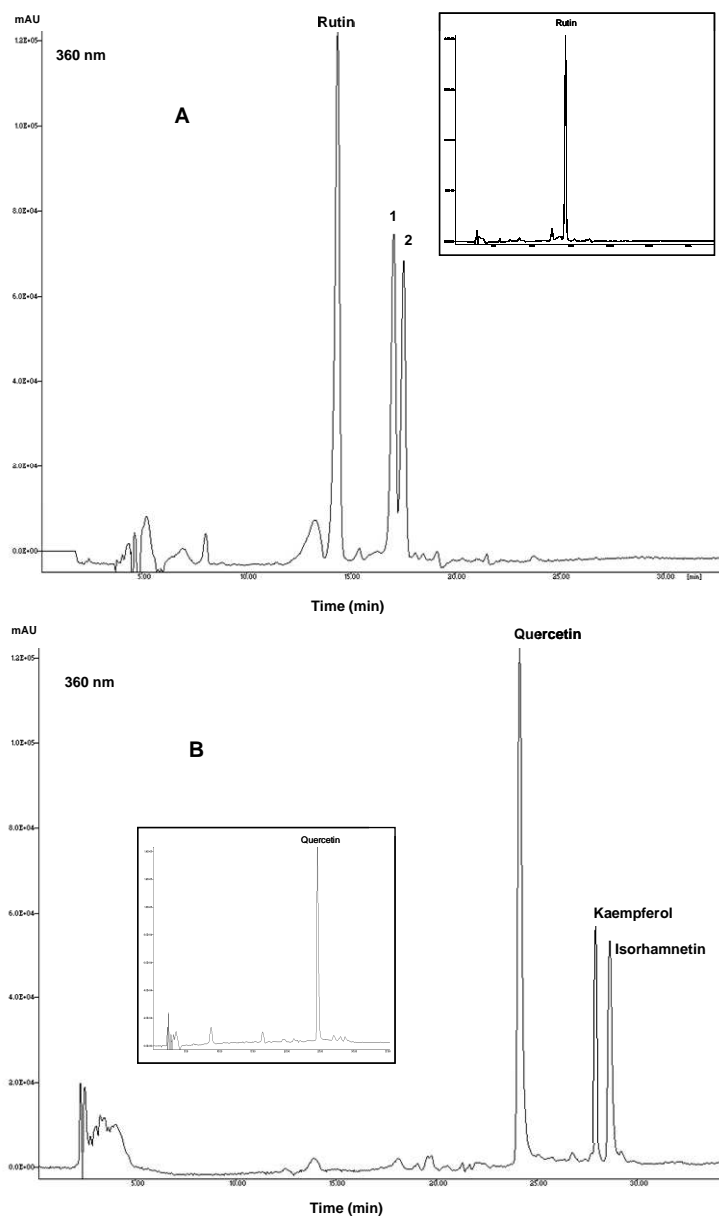 mAU
Rutin
Rutin
1.2E+05
360 nm
A
1.0E+05
8.0E+04
1
2
6.0E+04
4.0E+04
2.0E+04
0.0E+00
5.00 10.00 15.00 20.00 25.00 30.00 [min]
Time (min)
mAU
Quercetin
1.2E+05
360 nm
1.0E+05
B
8.0E+04
Quercetin
6.0E+04
Kaempferol
Isorhamnetin
4.0E+04
2.0E+04
0.0E+00
5.00 10.00 15.00 20.00 25.00 30.00
Time (min)